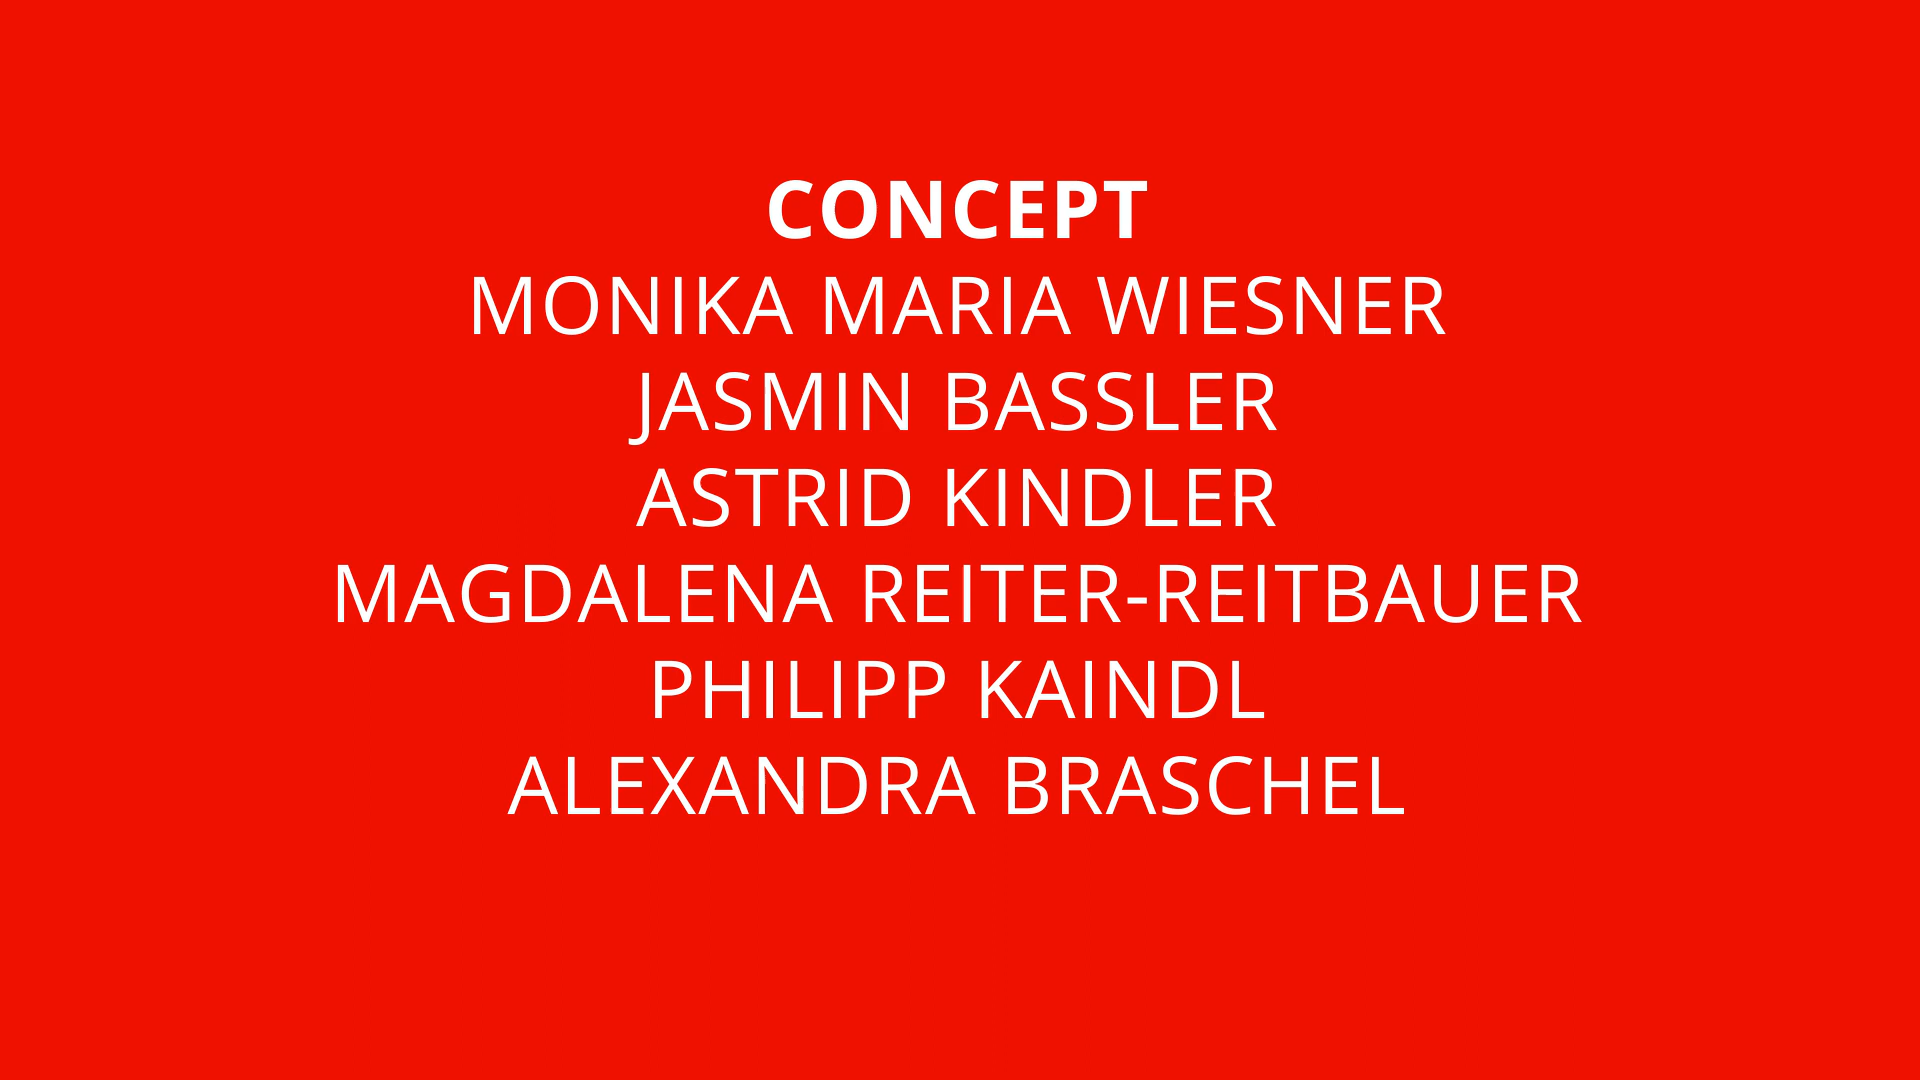 CONCEPT
MONIKA MARIA WIESNER
JASMIN BASSLER
ASTRID KINDLER
MAGDALENA REITER-REITBAUER
PHILIPP KAINDL
ALEXANDRA BRASCHEL